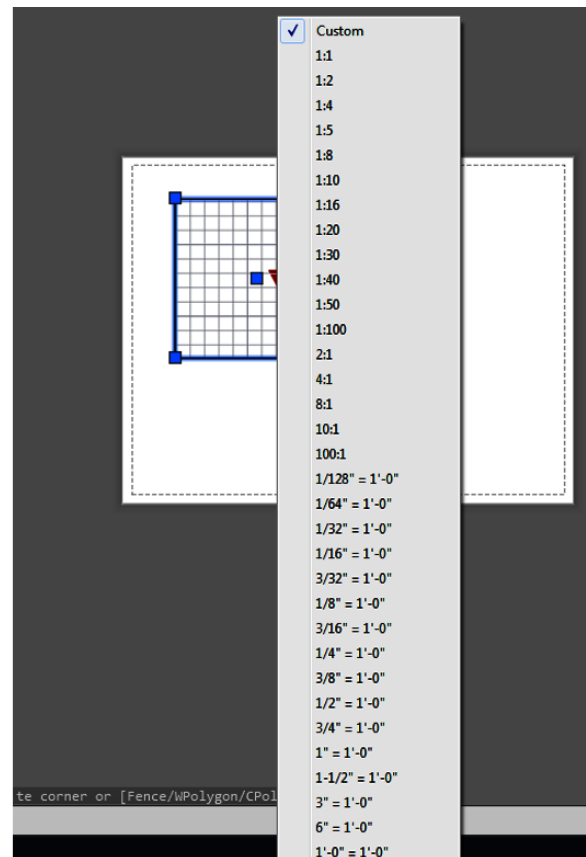 Custom
1:1
1:2
1:4
1:5
1:8
1:10
1:16
1:20
1:30
1:40
1:50
1:100
2:1
4:1
8:1
10:1
100:1
1/128" = 1'-0"
1/64" = 1'-0"
1/32" = 1'-0"
1/16" = 1'-0"
3/32" = 1'-0"
1/8" = 1'-0"
3/16" = 1'-0"
1/4" = 1'-0"
3/8" = 1'-0"
1/2" = 1'-0"
3/4" = 1'-0"
1" = 1'-0"
1-1/2" = 1'-0"
te corner or [Fence/WPolygon/CPol
3" = 1'-0"
6" = 1'-0"
1'-0" = 1'-0"